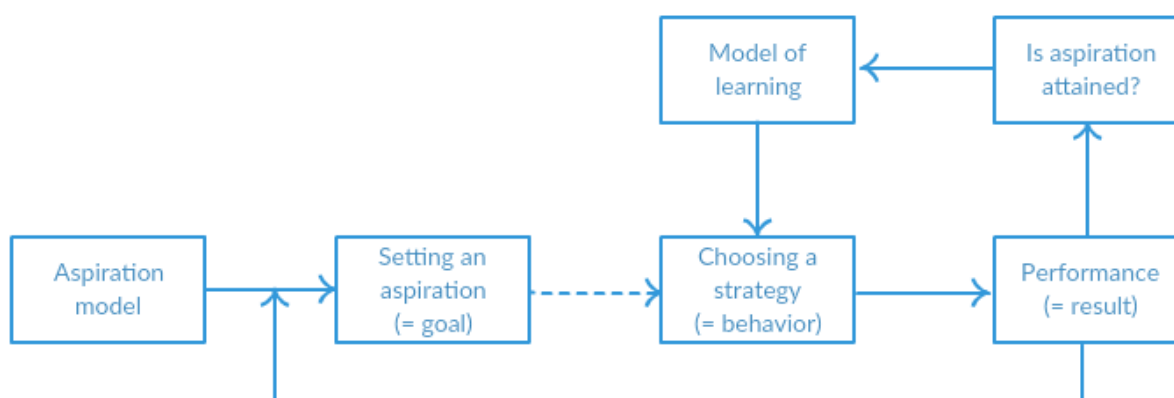 Model of
learning
Is aspiration
attained?
Aspiration
model
Setting an
aspiration
(= goal)
Choosing a
strategy
(= behavior)
Performance
(= result)